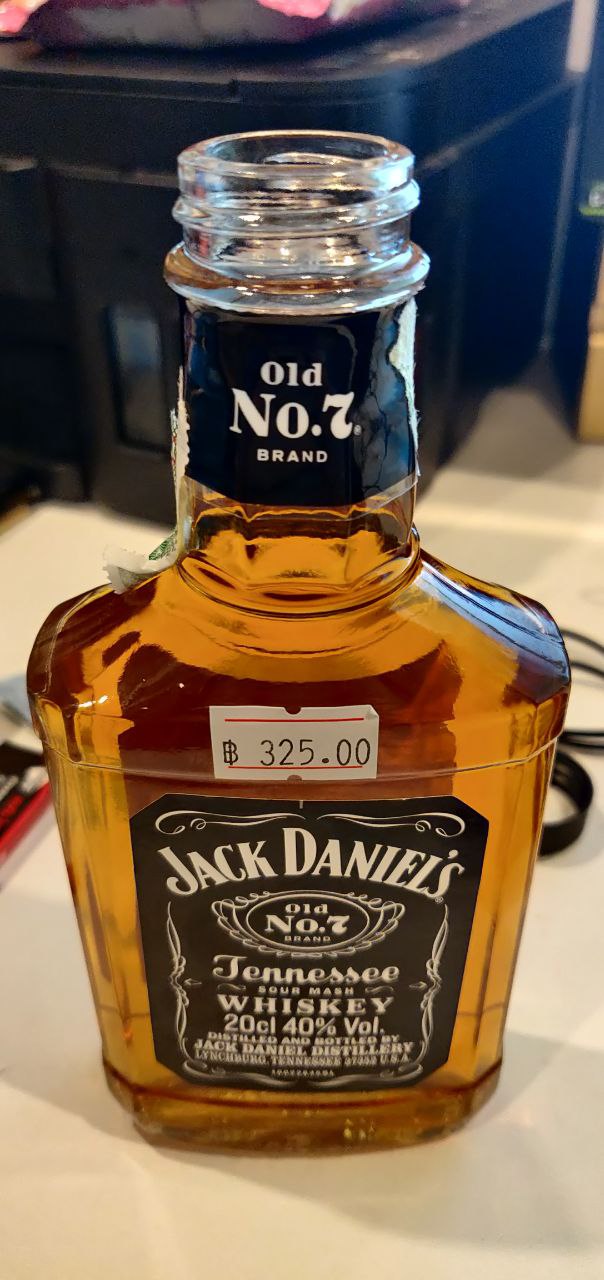 Old
No.7
BRAND
฿ 325.00
JACK DANIEL'S
Old
No.7
BRAND
Tennessee
SOUR MASH
WHISKEY
20cl 40% Vol.
DISTILLED AND BOTTLED BY
JACK DANIEL DISTILLERY
LYNCHBURG, TENNESSEE 37352 U.S.A.